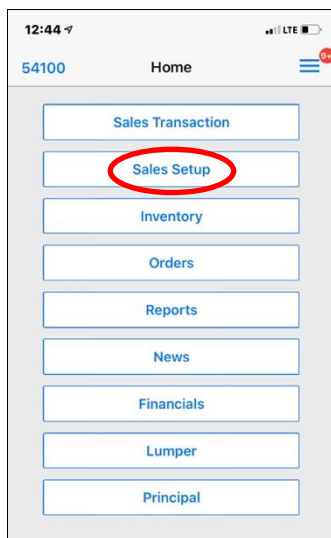 12:44 LTE
54100 Home 9+
Sales Transaction
Sales Setup
Inventory
Orders
Reports
News
Financials
Lumper
Principal